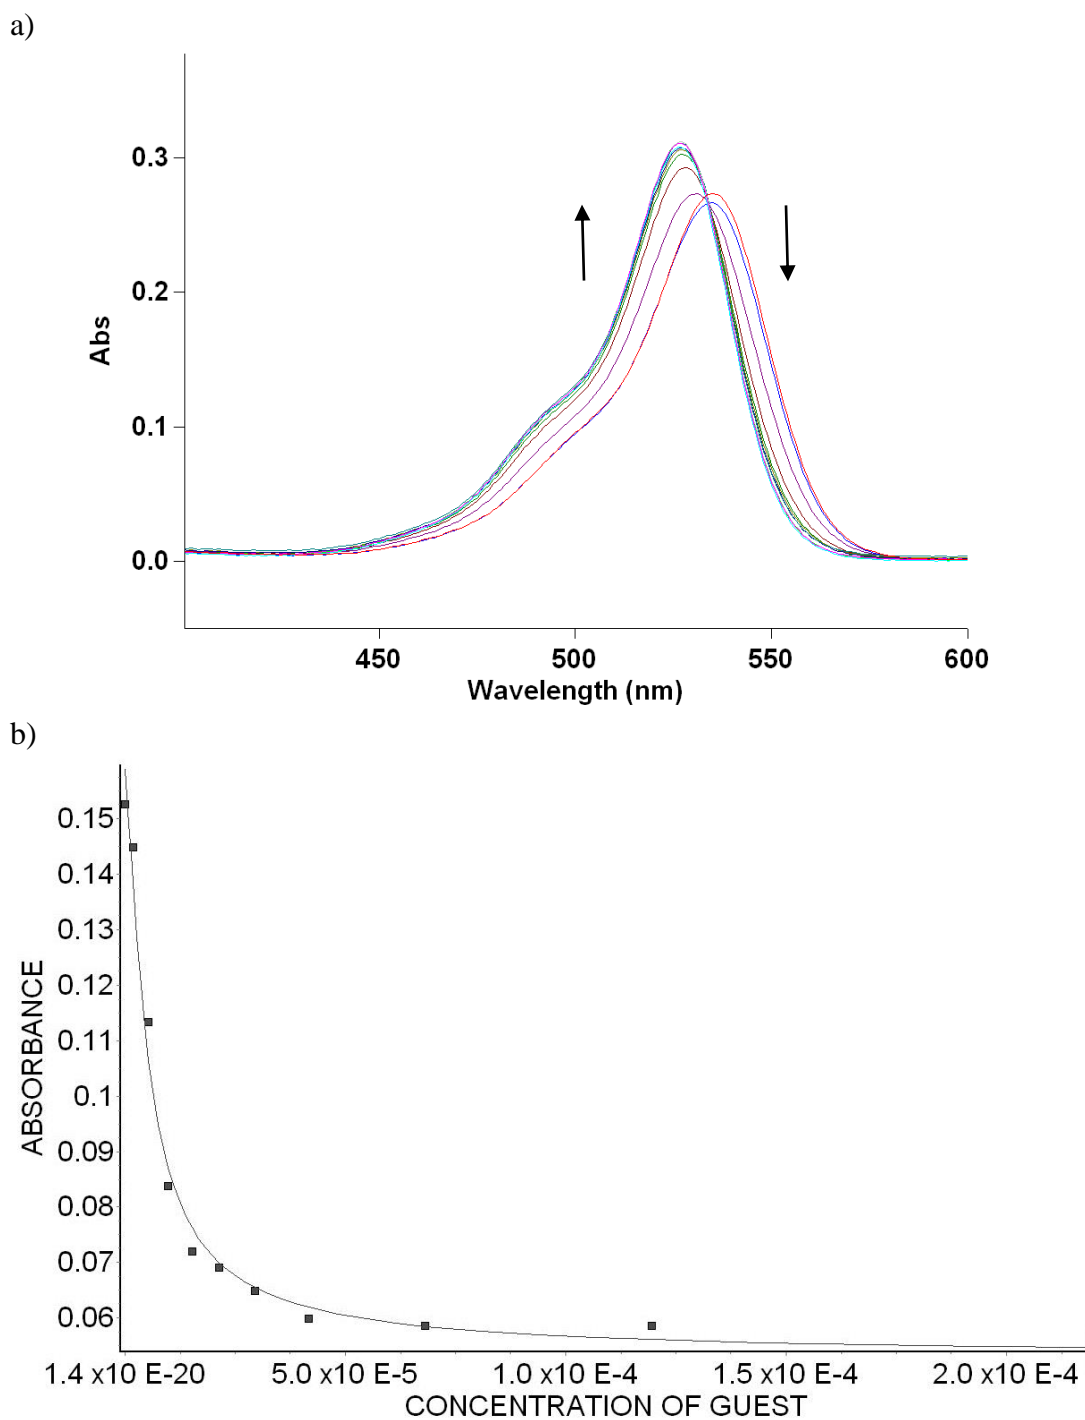 a)
0.3
0.2
0.1
0.0
Abs
450 500 550 600
Wavelength (nm)
b)
0.15
0.14
0.13
0.12
0.11
0.1
0.09
0.08
0.07
0.06
ABSORBANCE
1.4 x10 E-20 5.0 x10 E-5 1.0 x10 E-4 1.5 x10 E-4 2.0 x10 E-4
CONCENTRATION OF GUEST